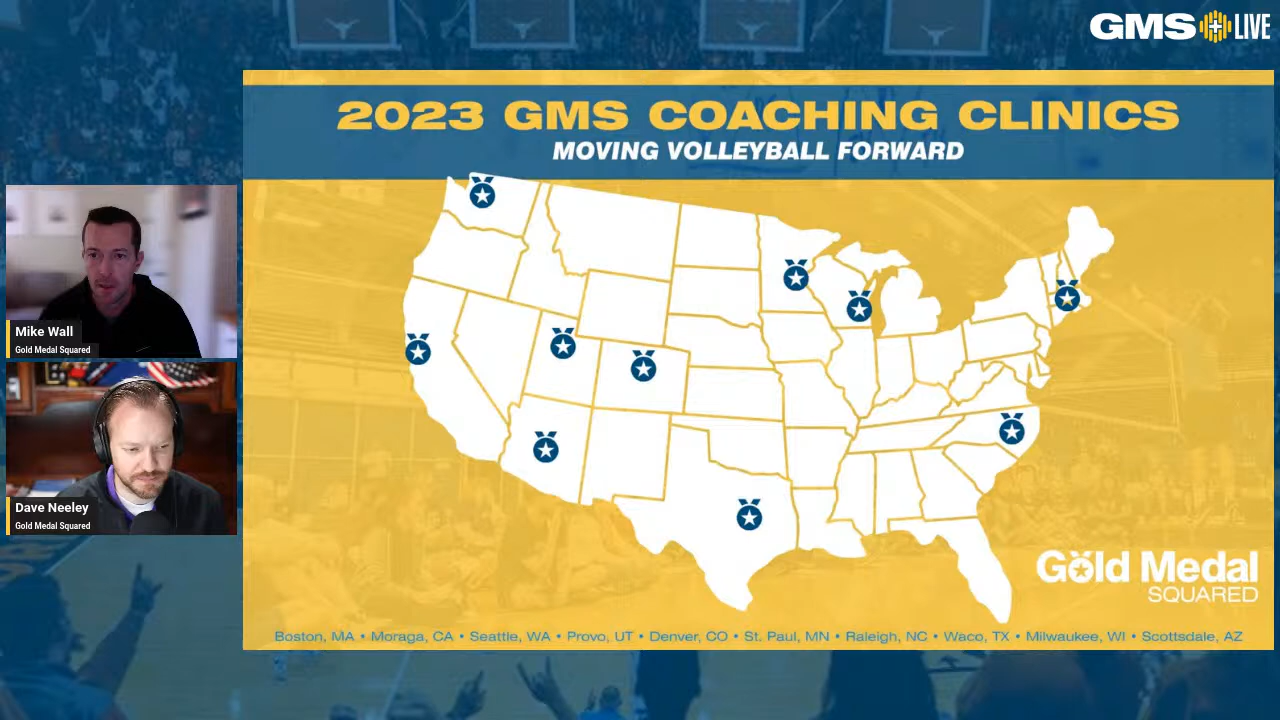 GMS LIVE
2023 GMS COACHING CLINICS
MOVING VOLLEYBALL FORWARD
Mike Wall
Gold Medal Squared
Dave Neeley
Gold Medal Squared
Gold Medal
SQUARED
Boston, MA • Moraga, CA • Seattle, WA • Provo, UT • Denver, CO • St. Paul, MN • Raleigh, NC • Waco, TX • Milwaukee, WI • Scottsdale, AZ